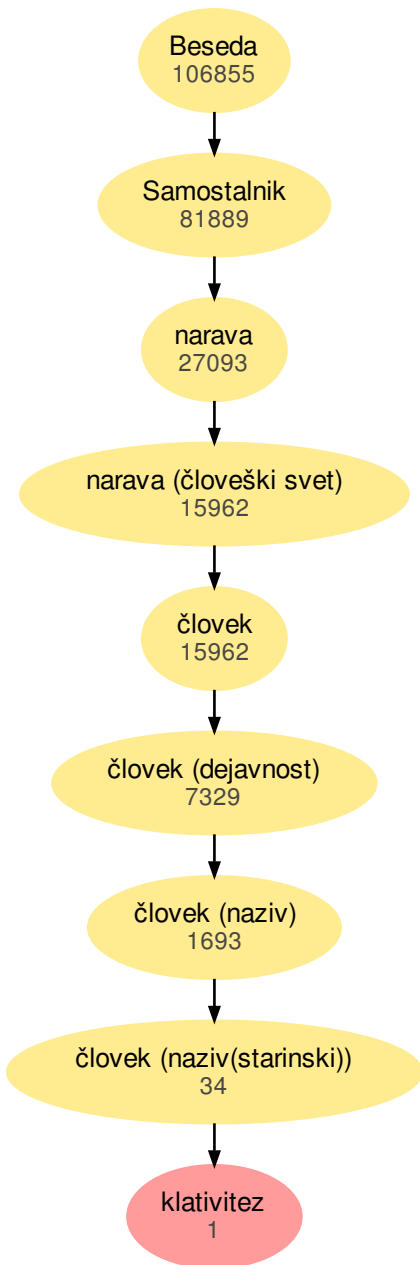 Beseda
106855
Samostalnik
81889
narava
27093
narava (človeški svet)
15962
človek
15962
človek (dejavnost)
7329
človek (naziv)
1693
človek (naziv(starinski))
34
klativitez
1